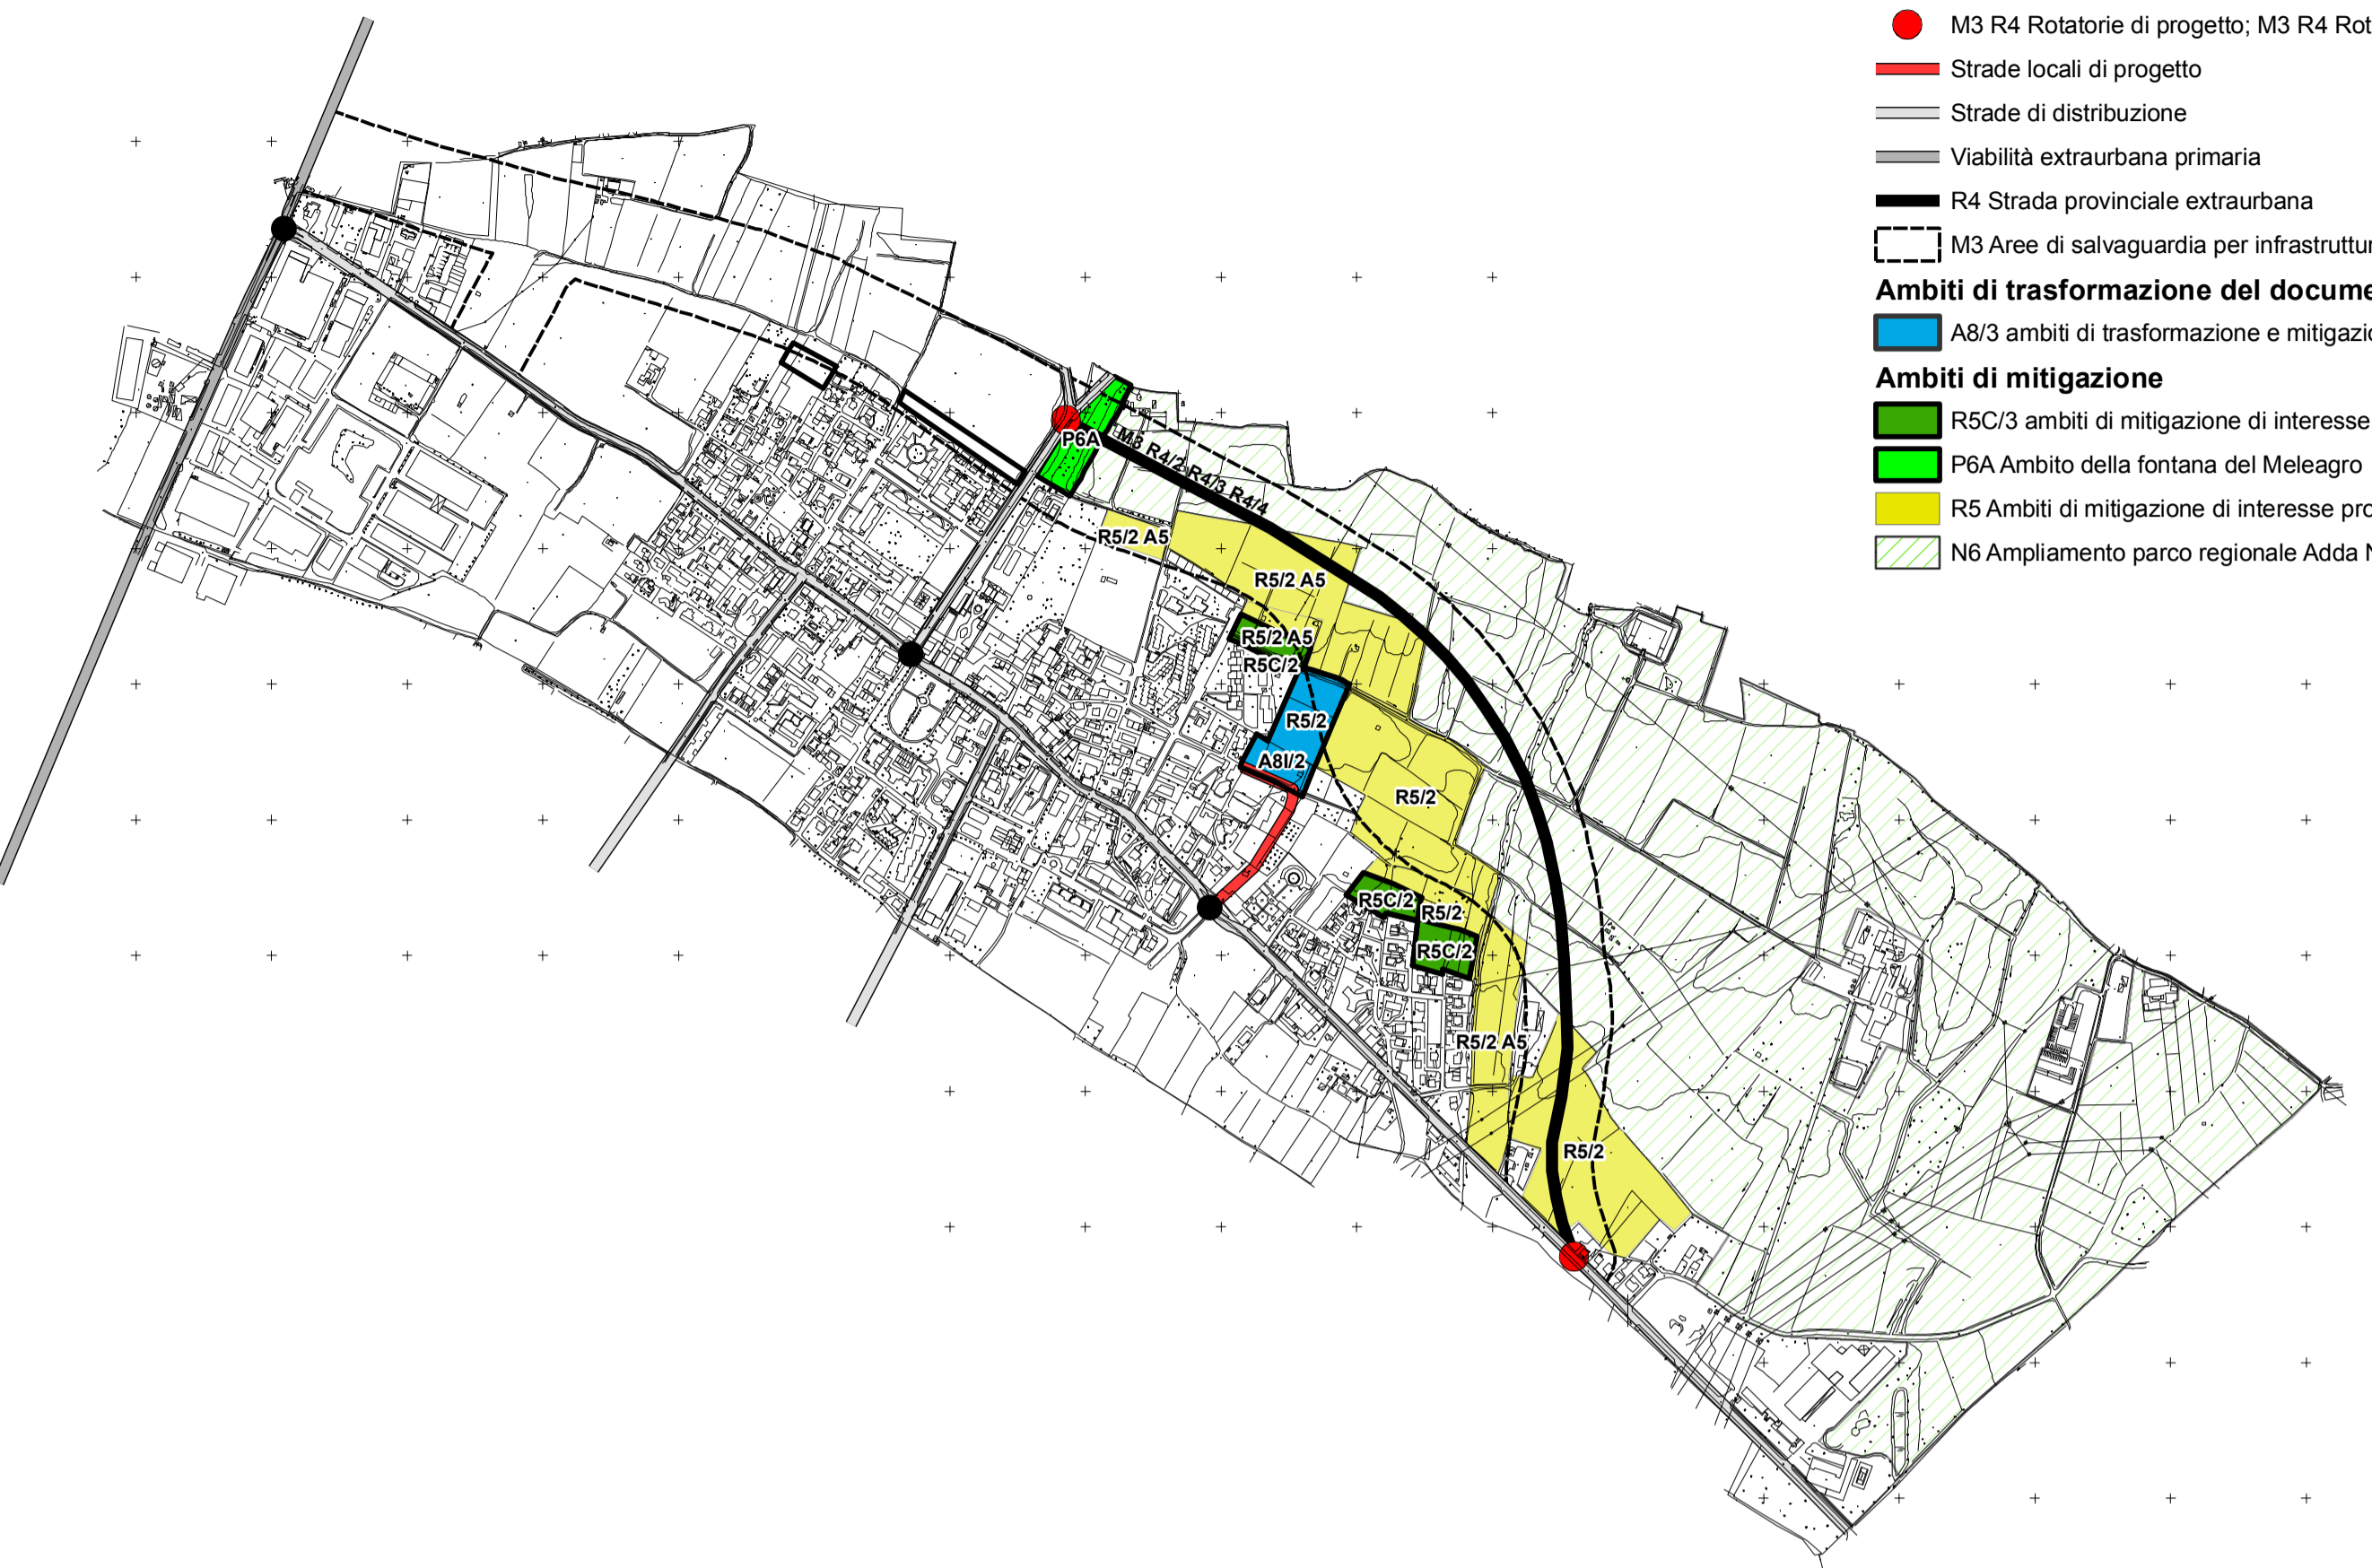 M3 R4 Rotatorie di progetto; M3 R4 Rot
Strade locali di progetto
Strade di distribuzione
Viabilità extraurbana primaria
R4 Strada provinciale extraurbana
M3 Aree di salvaguardia per infrastruttur
Ambiti di trasformazione del docume
A8/3 ambiti di trasformazione e mitigazio
Ambiti di mitigazione
R5C/3 ambiti di mitigazione di interesse
P6A Ambito della fontana del Meleagro
R5 Ambiti di mitigazione di interesse pro
N6 Ampliamento parco regionale Adda N
P6A
M3 R4/2 R4/3 R4/4
R5/2 A5
R5/2 A5
R5/2 A5
R5C/2
R5/2
A8I/2
R5/2
R5C/2
R5/2
R5C/2
R5/2 A5
R5/2